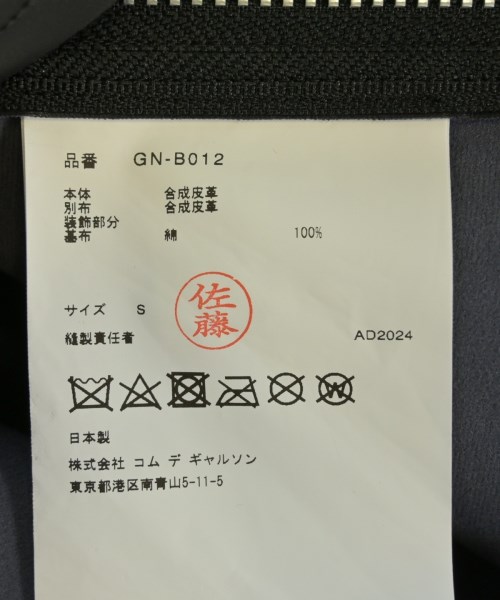 品番 GN-B012
本体 合成皮革
別布 合成皮革
装飾部分
基布 綿 100%
サイズ S
佐藤
縫製責任者 AD2024
日本製
株式会社 コム デ ギャルソン
東京都港区南青山5-11-5